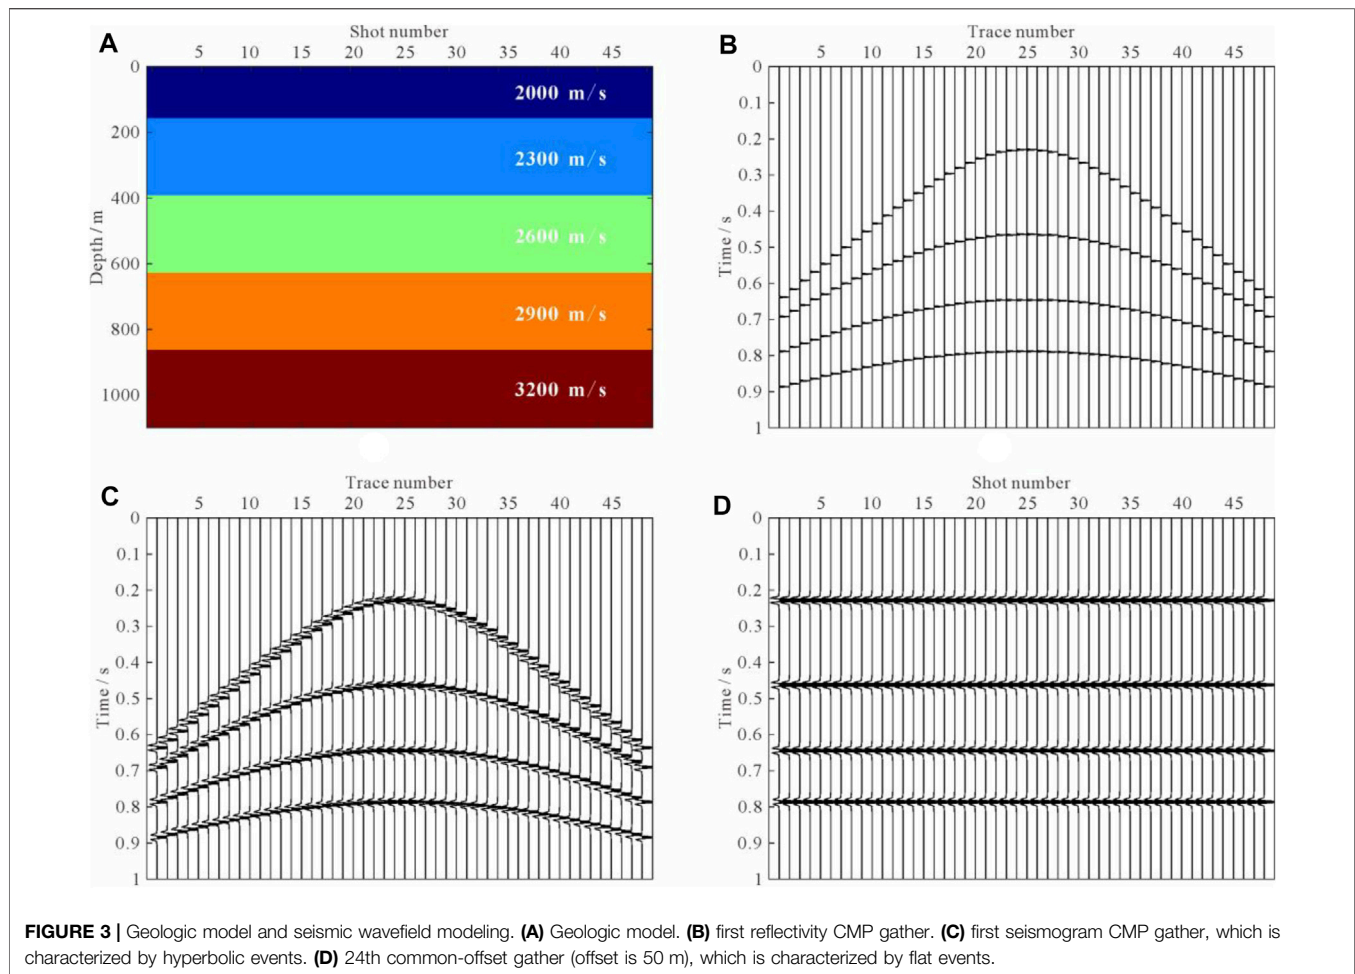 A
Shot number
5 10 15 20 25 30 35 40 45
0
200
400
600
800
1000
Depth / m
2000 m/s
2300 m/s
2600 m/s
2900 m/s
3200 m/s
B
Trace number
5 10 15 20 25 30 35 40 45
0
0.1
0.2
0.3
0.4
0.5
0.6
0.7
0.8
0.9
1
Time / s
C
Trace number
5 10 15 20 25 30 35 40 45
0
0.1
0.2
0.3
0.4
0.5
0.6
0.7
0.8
0.9
1
Time / s
D
Shot number
5 10 15 20 25 30 35 40 45
0
0.1
0.2
0.3
0.4
0.5
0.6
0.7
0.8
0.9
1
Time / s
FIGURE 3 | Geologic model and seismic wavefield modeling. (A) Geologic model. (B) first reflectivity CMP gather. (C) first seismogram CMP gather, which is
characterized by hyperbolic events. (D) 24th common-offset gather (offset is 50 m), which is characterized by flat events.